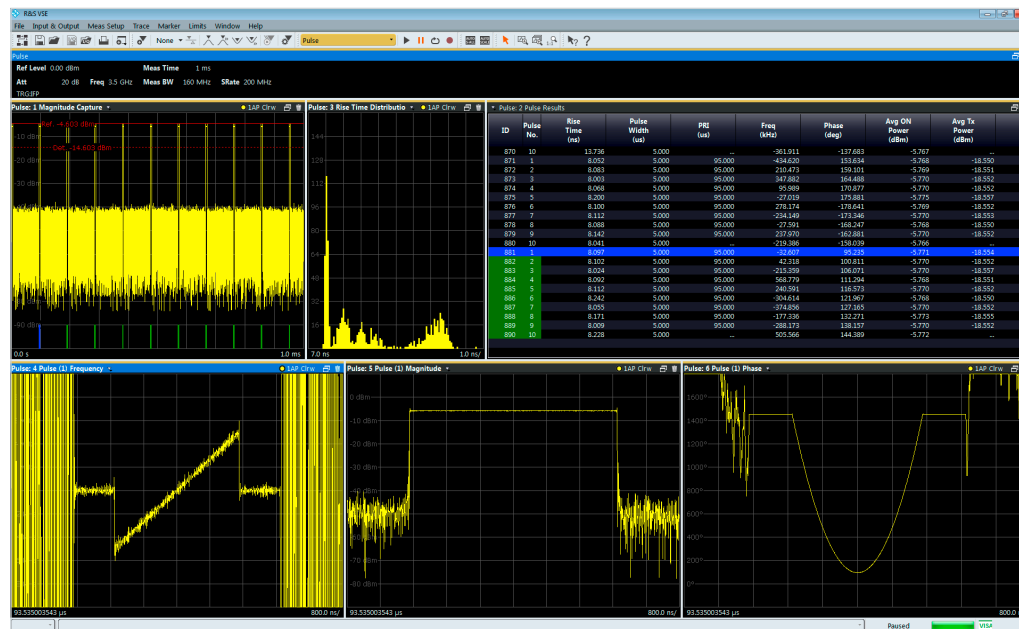 R&S VSE
File Input & Output Meas Setup Trace Marker Limits Window Help
None Pulse
Pulse
Ref Level 0.00 dBm Meas Time 1 ms
Att 20 dB Freq 3.5 GHz Meas BW 160 MHz SRate 200 MHz
TRG:IFP
Pulse: 1 Magnitude Capture 1AP Clrw
Ref. -4.603 dBm
-10 dBm
Det. -14.603 dBm
-20 dBm
-30 dBm
-90 dBm
0.0 s 1.0 ms
Pulse: 3 Rise Time Distributio 1AP Clrw
144
128
112
96
80
64
48
32
16
7.0 ns 1.0 ns/
Pulse: 2 Pulse Results
ID Pulse No. Rise Time (ns) Pulse Width (us) PRI (us) Freq (kHz) Phase (deg) Avg ON Power (dBm) Avg Tx Power (dBm)
870 10 13.736 5.000 ... -361.911 -137.683 -5.767 ...
871 1 8.052 5.000 95.000 -434.620 153.634 -5.768 -18.550
872 2 8.083 5.000 95.000 210.473 159.101 -5.769 -18.551
873 3 8.003 5.000 95.000 347.882 164.488 -5.770 -18.552
874 4 8.068 5.000 95.000 95.989 170.877 -5.770 -18.552
875 5 8.200 5.000 95.000 -27.019 175.881 -5.775 -18.557
876 6 8.100 5.000 95.000 278.174 -178.641 -5.769 -18.552
877 7 8.112 5.000 95.000 -234.149 -173.346 -5.770 -18.553
878 8 8.088 5.000 95.000 -27.591 -168.247 -5.768 -18.550
879 9 8.142 5.000 95.000 237.970 -162.881 -5.770 -18.552
880 10 8.041 5.000 ... -219.386 -158.039 -5.766 ...
881 1 8.097 5.000 95.000 -32.607 95.235 -5.771 -18.554
882 2 8.102 5.000 95.000 42.318 100.811 -5.770 -18.552
883 3 8.024 5.000 95.000 -215.359 106.071 -5.770 -18.552
884 4 8.092 5.000 95.000 568.779 111.294 -5.768 -18.551
885 5 8.112 5.000 95.000 240.591 116.573 -5.770 -18.552
886 6 8.242 5.000 95.000 -304.614 121.967 -5.768 -18.550
887 7 8.055 5.000 95.000 -374.856 127.165 -5.770 -18.552
888 8 8.171 5.000 95.000 -177.336 132.271 -5.773 -18.555
889 9 8.009 5.000 95.000 -288.173 138.157 -5.770 -18.552
890 10 8.228 5.000 ... 505.566 144.389 -5.772 ...
Pulse: 4 Pulse (1) Frequency 1AP Clrw
93.535003543 µs 800.0 ns/
Pulse: 5 Pulse (1) Magnitude 1AP Clrw
0 dBm
-10 dBm
-20 dBm
-30 dBm
-40 dBm
-70 dBm
-80 dBm
93.535003543 µs 800.0 ns/
Pulse: 6 Pulse (1) Phase 1AP Clrw
1600°
1400°
1200°
1000°
800°
600°
400°
200°
0°
93.535003543 µs 800.0
Paused VISA